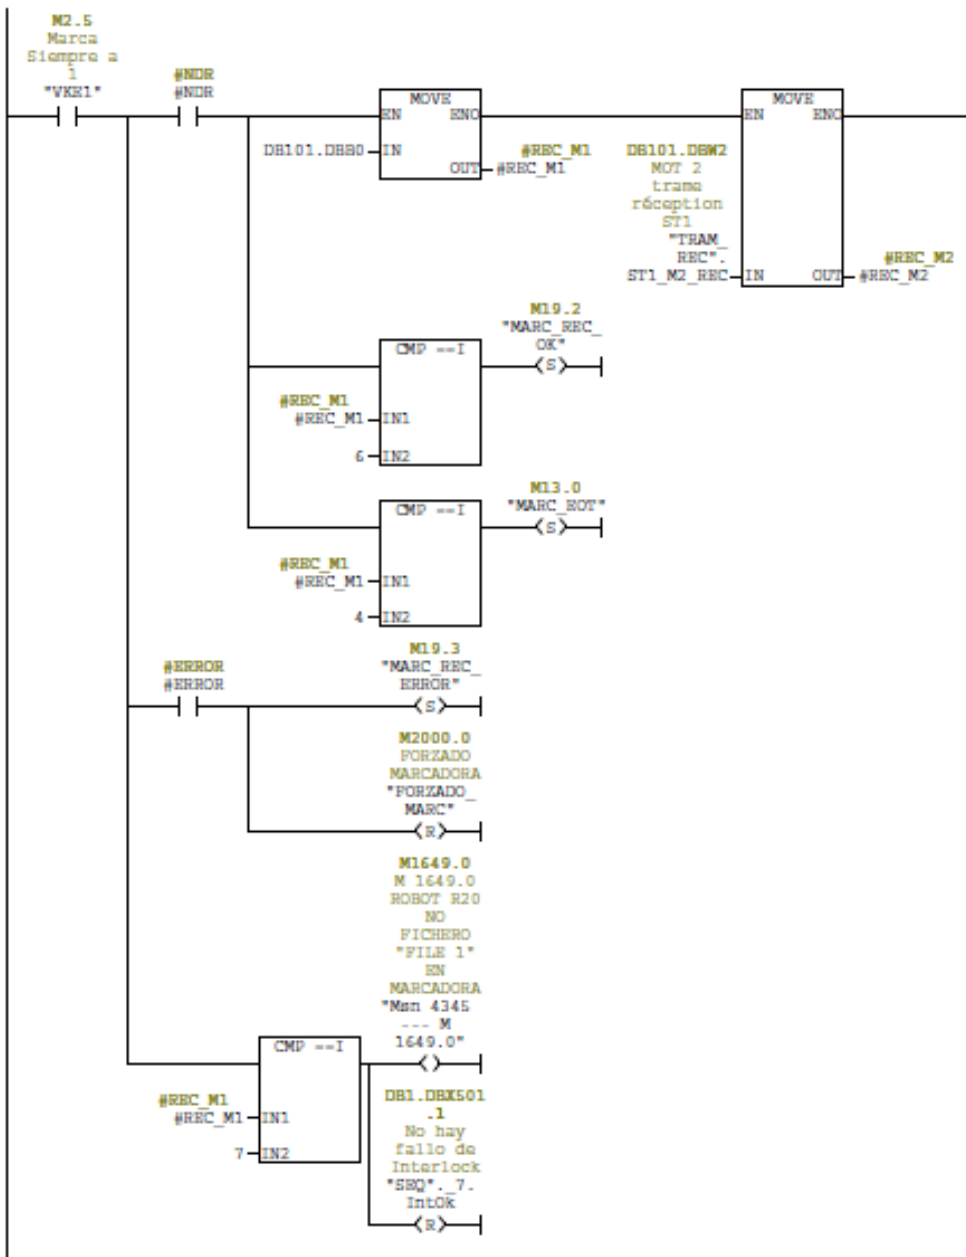 M2.5
Marca
Siempre a
1
"VKE1"
#NDR
#NDR
MOVE
EN ENO
DB101.DBB0 IN
#REC_M1
OUT #REC_M1
MOVE
EN ENO
DB101.DBW2
MOT 2
trame
réception
ST1
"TRAM_
REC".
ST1_M2_REC IN
#REC_M2
OUT #REC_M2
M19.2
"MARC_REC_
OK"
CMP ==I
(S)
#REC_M1
#REC_M1 IN1
6 IN2
M13.0
"MARC_EOT"
CMP ==I
(S)
#REC_M1
#REC_M1 IN1
4 IN2
#ERROR
#ERROR
M19.3
"MARC_REC_
ERROR"
(S)
M2000.0
FORZADO
MARCADORA
"FORZADO_
MARC"
(R)
M1649.0
M 1649.0
ROBOT R20
NO
FICHERO
"FILE 1"
EN
MARCADORA
"Msn 4345
--- M
1649.0"
( )
CMP ==I
#REC_M1
#REC_M1 IN1
7 IN2
DB1.DBX501
.1
No hay
fallo de
Interlock
"SEQ"._7.
IntOk
(R)